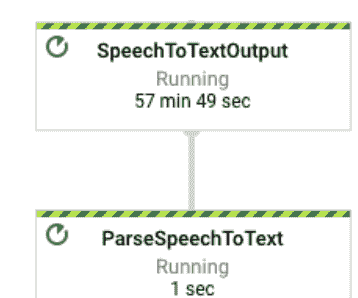 SpeechToTextOutput
Running
57 min 49 sec
ParseSpeechToText
Running
1 sec